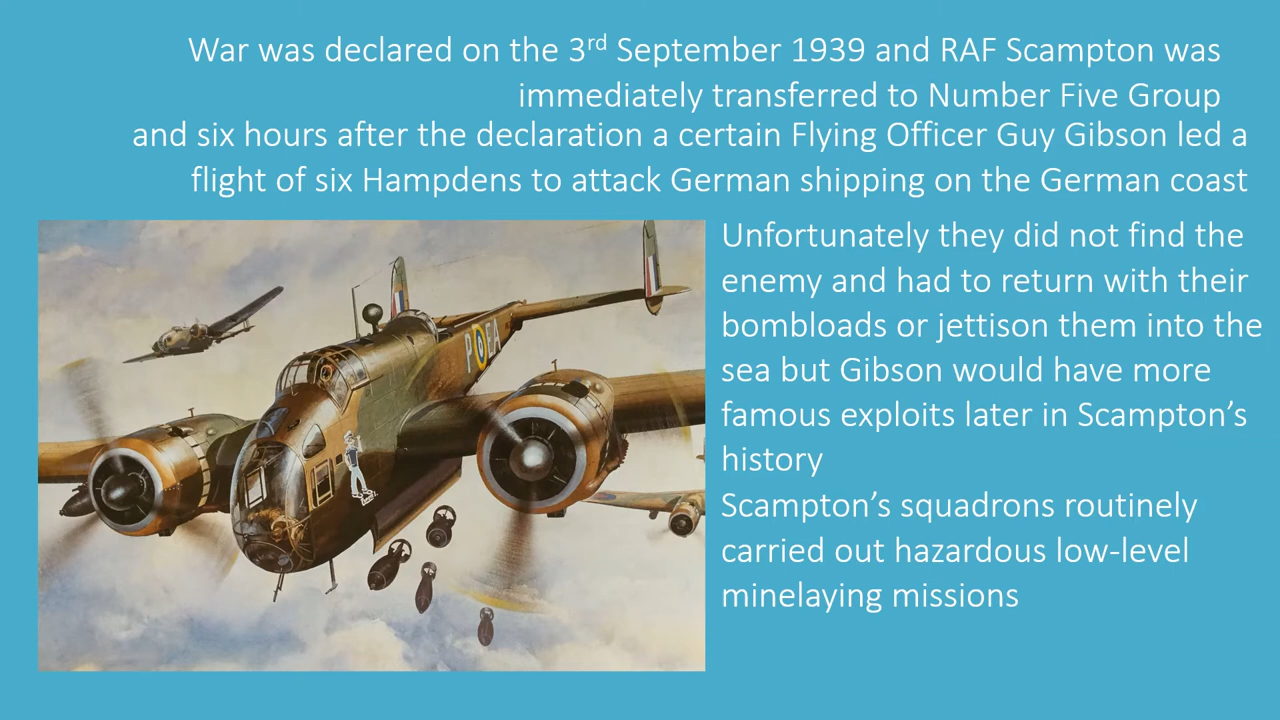 War was declared on the 3rd September 1939 and RAF Scampton was
immediately transferred to Number Five Group
and six hours after the declaration a certain Flying Officer Guy Gibson led a
flight of six Hampdens to attack German shipping on the German coast
Unfortunately they did not find the
enemy and had to return with their
bombloads or jettison them into the
sea but Gibson would have more
famous exploits later in Scampton’s
history
Scampton’s squadrons routinely
carried out hazardous low-level
minelaying missions
P EA